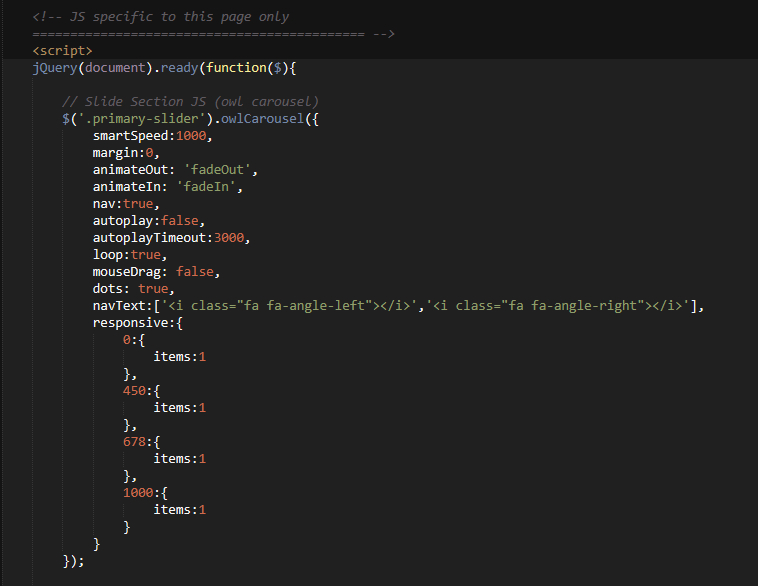 <!-- JS specific to this page only
============================================ -->
<script>
jQuery(document).ready(function($){
// Slide Section JS (owl carousel)
$('.primary-slider').owlCarousel({
smartSpeed:1000,
margin:0,
animateOut: 'fadeOut',
animateIn: 'fadeIn',
nav:true,
autoplay:false,
autoplayTimeout:3000,
loop:true,
mouseDrag: false,
dots: true,
navText:['<i class="fa fa-angle-left"></i>','<i class="fa fa-angle-right"></i>'],
responsive:{
0:{
items:1
},
450:{
items:1
},
678:{
items:1
},
1000:{
items:1
}
}
});